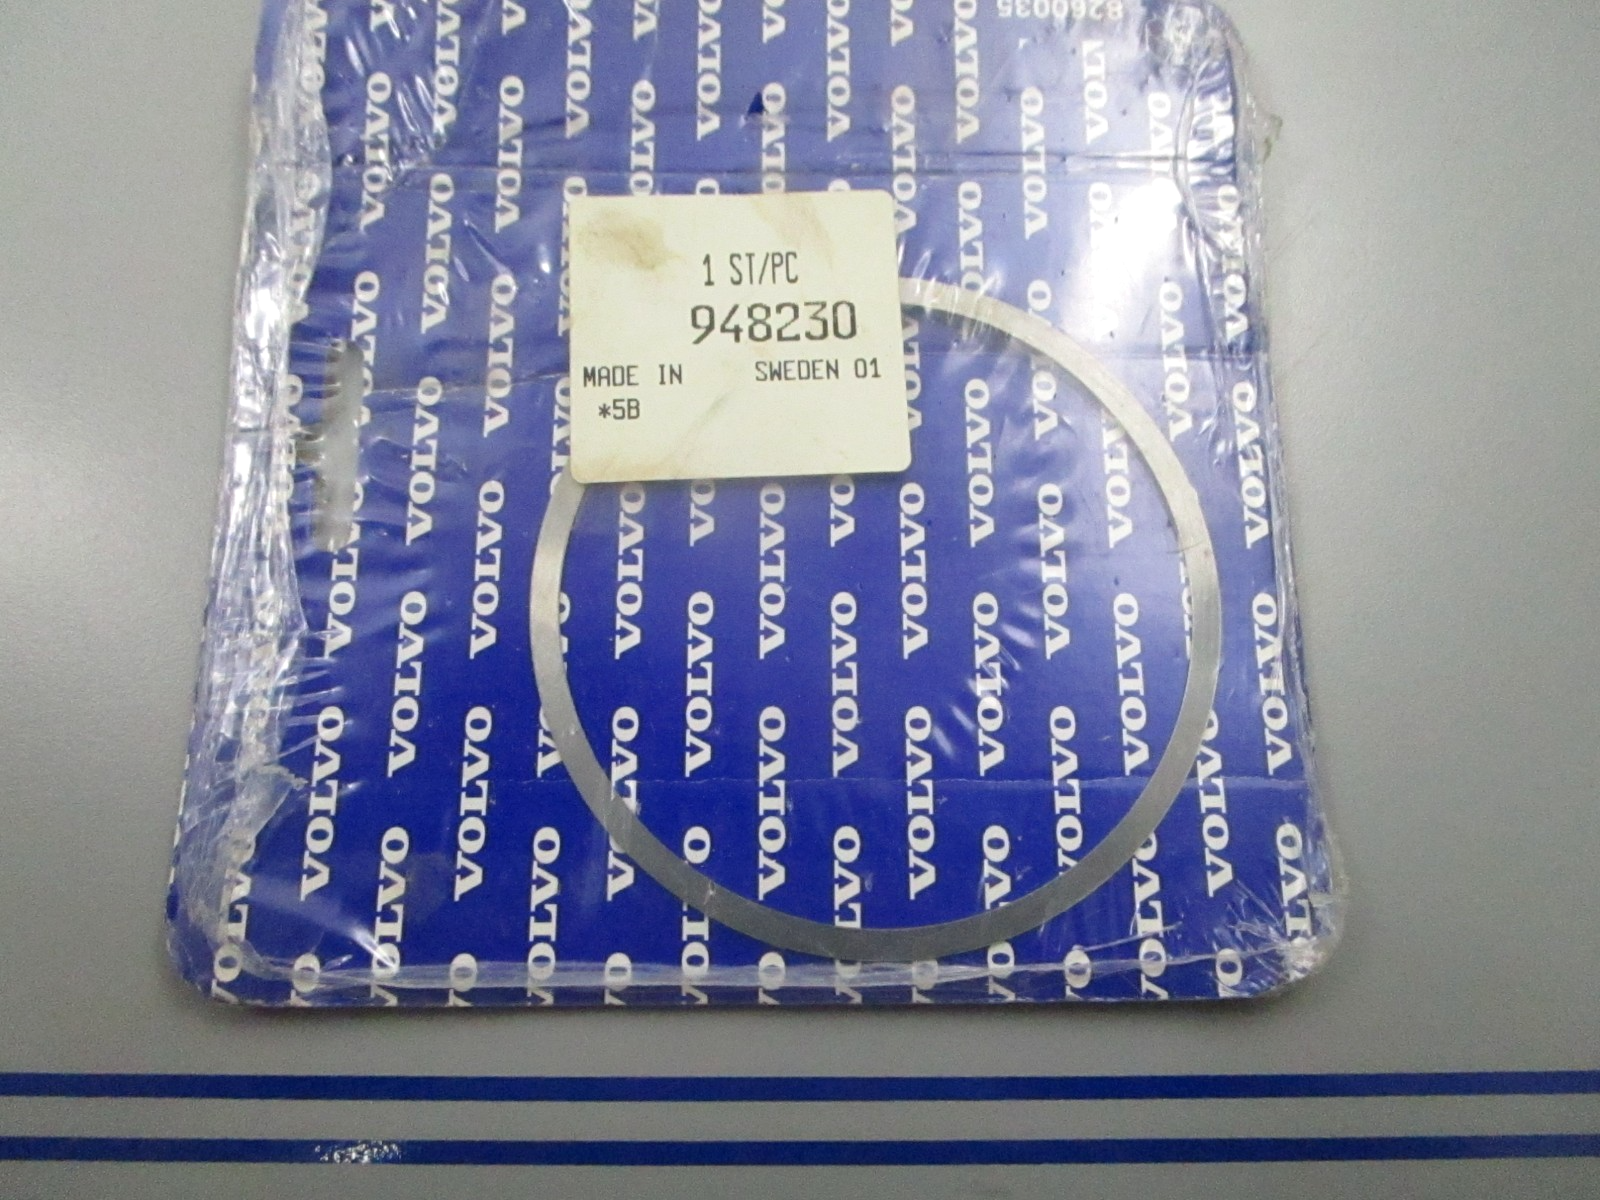 8260035
1 ST/PC
948230
MADE IN SWEDEN 01
*5B
VOLVO